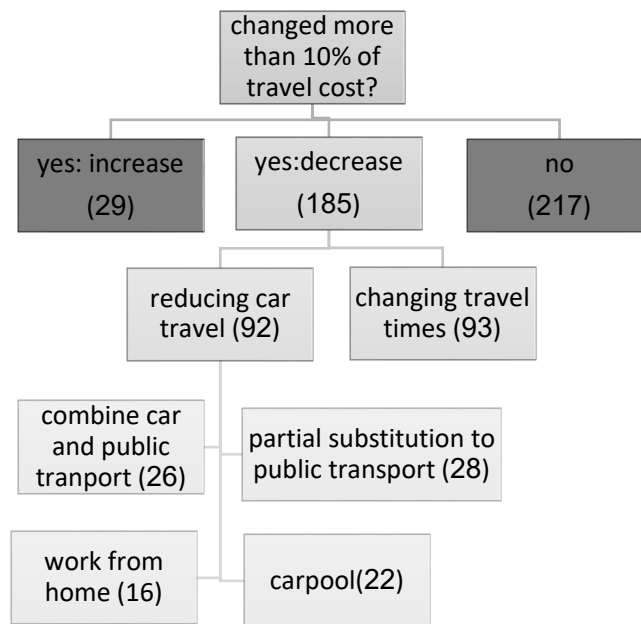 changed more
than 10% of
travel cost?
yes: increase
(29)
yes:decrease
(185)
no
(217)
reducing car
travel (92)
changing travel
times (93)
combine car
and public
tranport (26)
partial substitution to
public transport (28)
work from
home (16)
carpool(22)